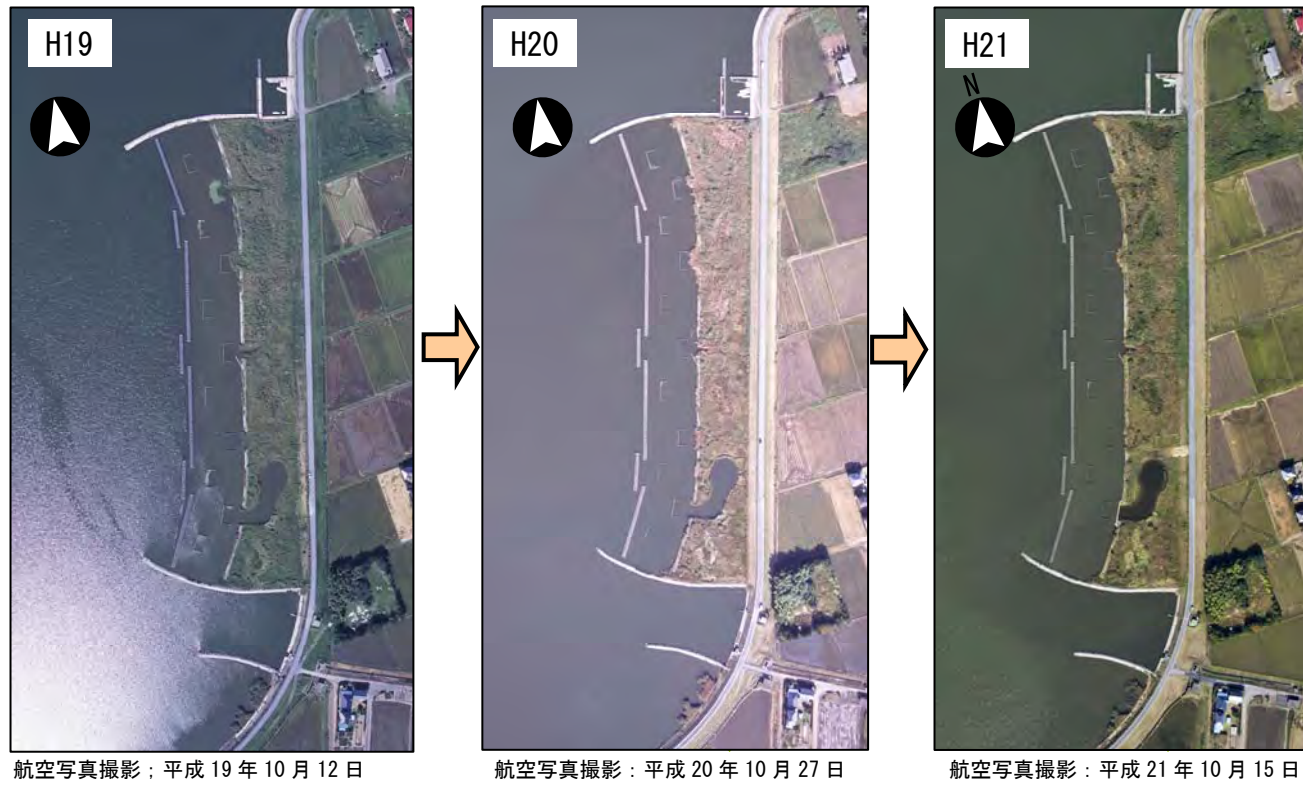 H19
H20
H21
N
航空写真撮影；平成 19 年 10 月 12 日
航空写真撮影：平成 20 年 10 月 27 日
航空写真撮影：平成 21 年 10 月 15 日